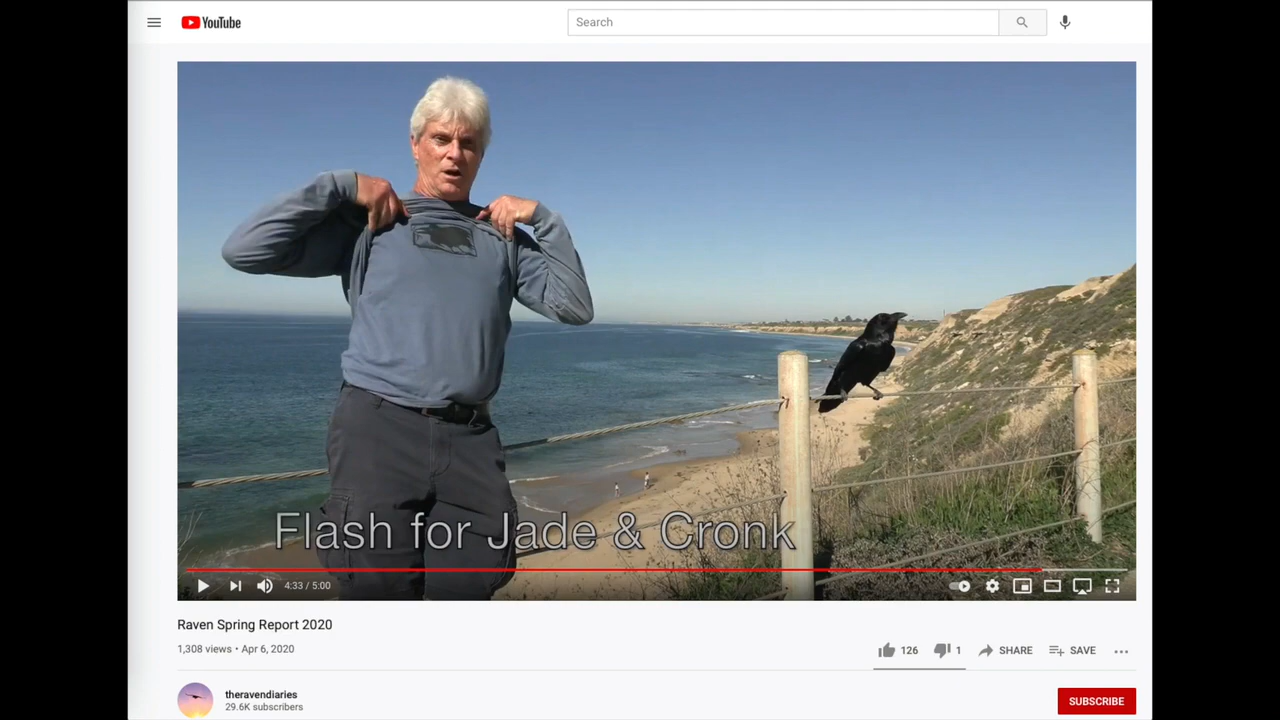 YouTube
Search
Flash for Jade & Cronk
4:33 / 5:00
Raven Spring Report 2020
1,308 views • Apr 6, 2020
126
1
SHARE
SAVE
theravendiaries
29.6K subscribers
SUBSCRIBE